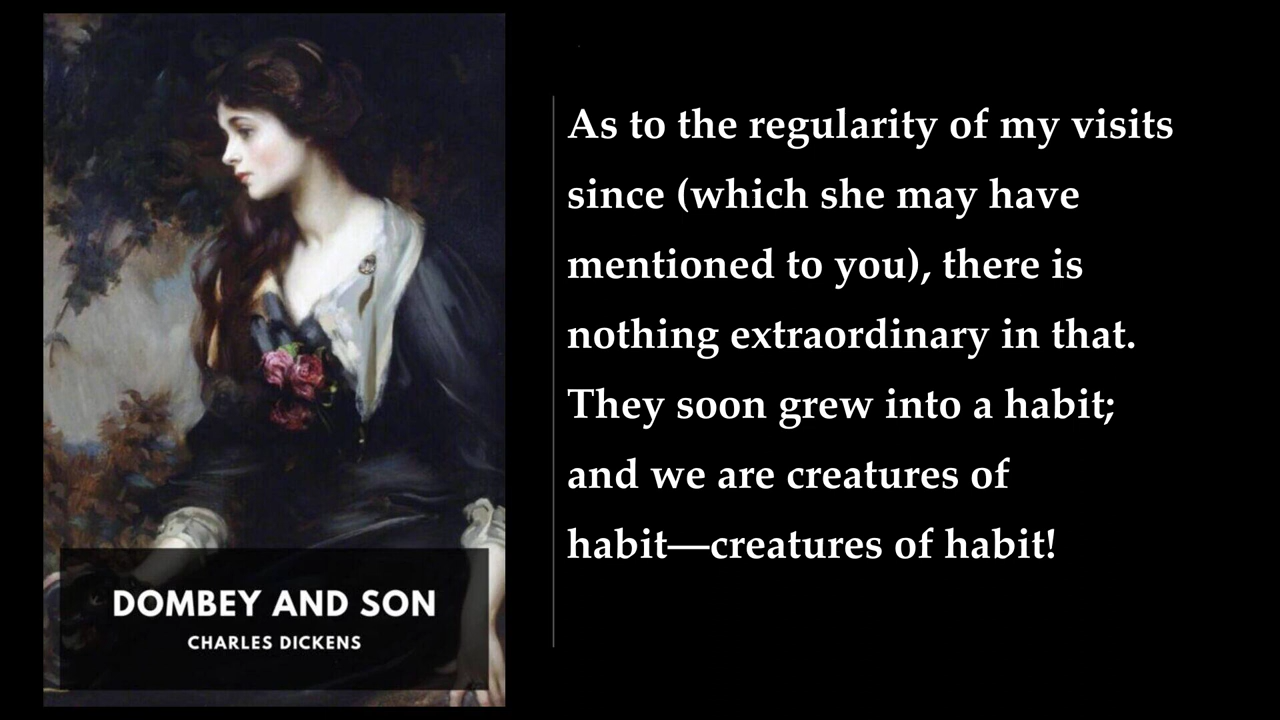 DOMBEY AND SON
CHARLES DICKENS
As to the regularity of my visits
since (which she may have
mentioned to you), there is
nothing extraordinary in that.
They soon grew into a habit;
and we are creatures of
habit—creatures of habit!